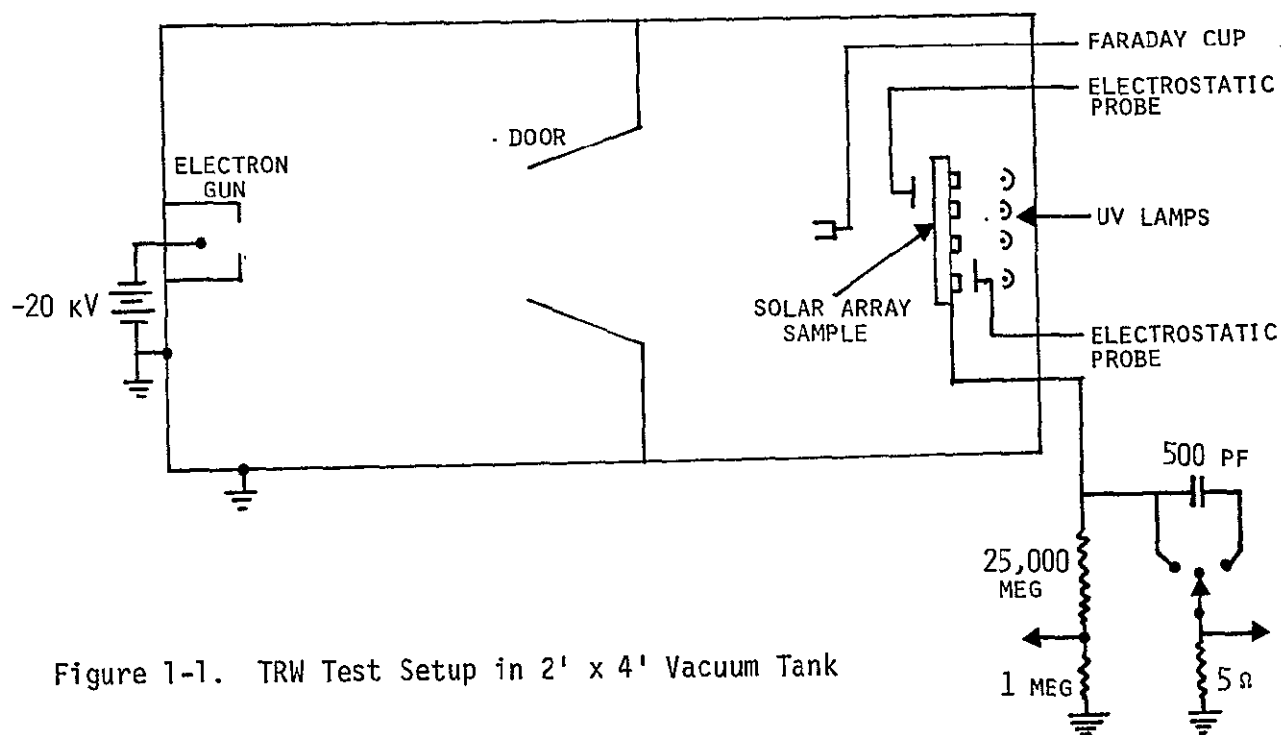 FARADAY CUP
ELECTROSTATIC
PROBE
DOOR
ELECTRON
GUN
UV LAMPS
-20 KV
SOLAR ARRAY
SAMPLE
ELECTROSTATIC
PROBE
500 PF
25,000
MEG
1 MEG
5 Ω
Figure 1-1. TRW Test Setup in 2' x 4' Vacuum Tank